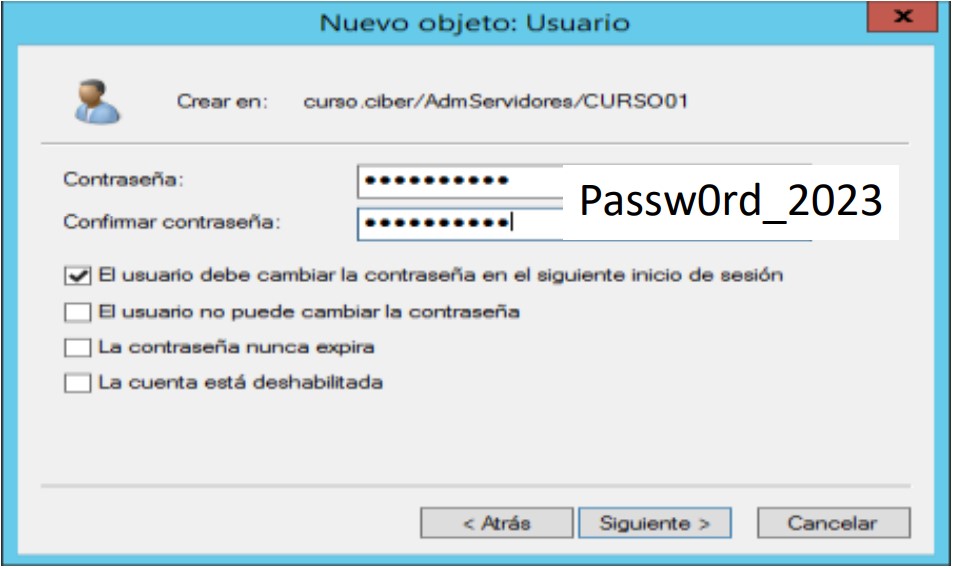 Nuevo objeto: Usuario
Crear en: curso.ciber/AdmServidores/CURSO01
Contraseña: ●●●●●●●●●●
Passw0rd_2023
Confirmar contraseña: ●●●●●●●●●●
El usuario debe cambiar la contraseña en el siguiente inicio de sesión
El usuario no puede cambiar la contraseña
La contraseña nunca expira
La cuenta está deshabilitada
< Atrás Siguiente > Cancelar